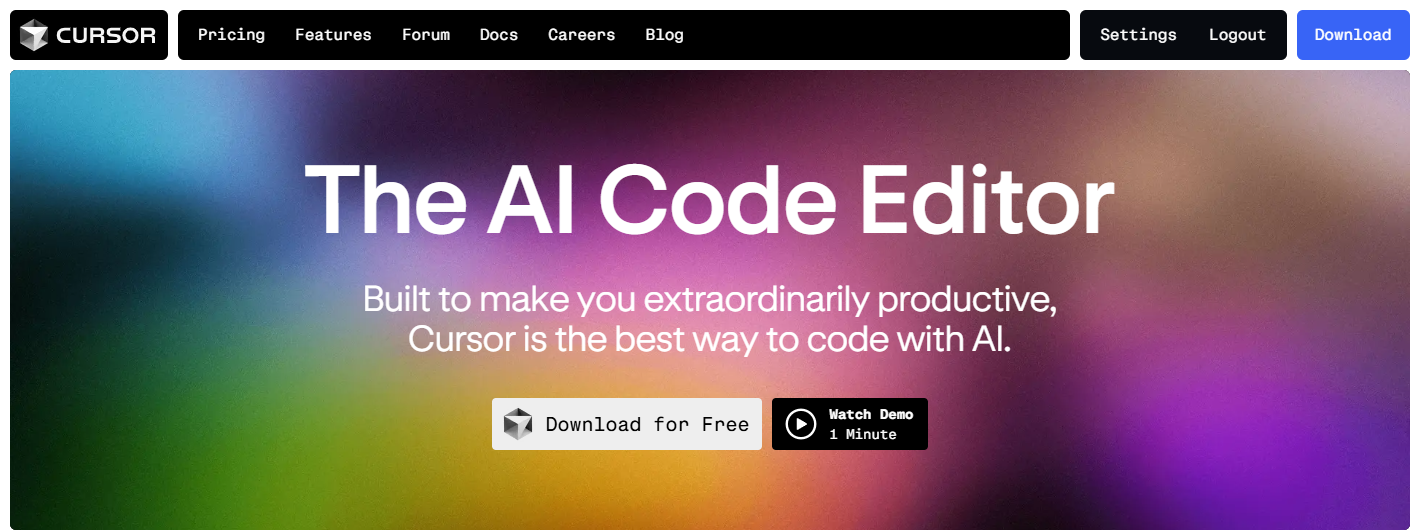 CURSOR
Pricing Features Forum Docs Careers Blog
Settings Logout
Download
The AI Code Editor
Built to make you extraordinarily productive,
Cursor is the best way to code with AI.
Download for Free
Watch Demo
1 Minute